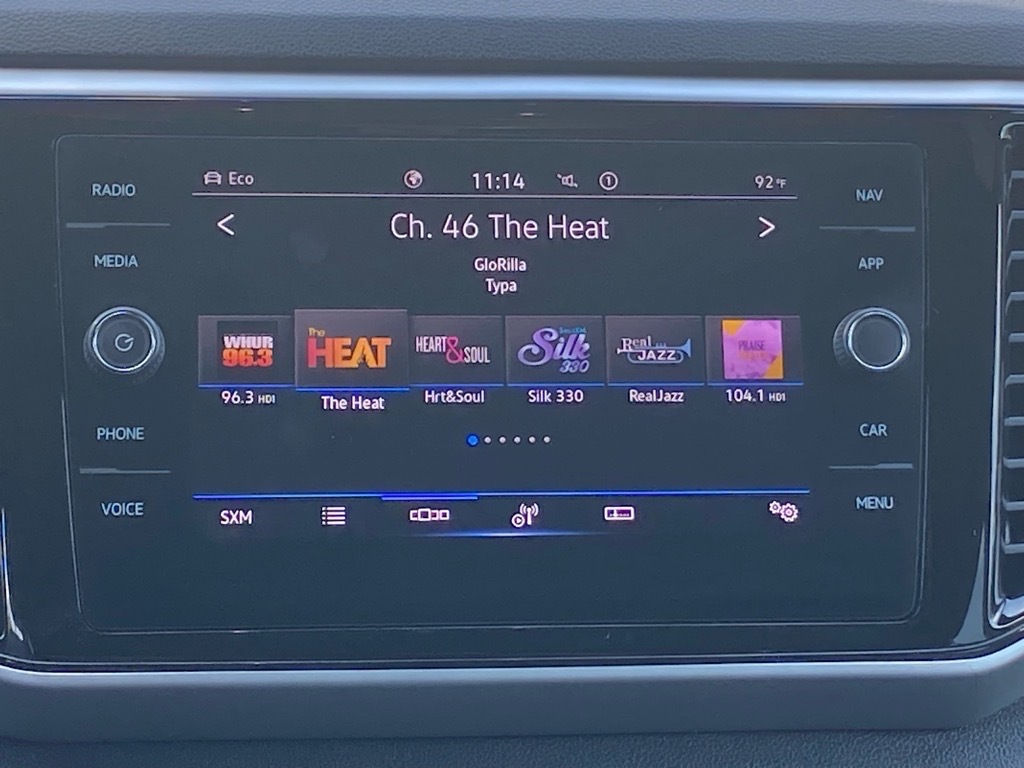 RADIO
MEDIA
PHONE
VOICE
Eco
11:14
1
92°F
< Ch. 46 The Heat >
GloRilla
Typa
WHUR
96.3
The
HEAT
HEART&SOUL
Silk
330
Real...
JAZZ
PRAISE
96.3 HD1
The Heat
Hrt&Soul
Silk 330
RealJazz
104.1 HD1
SXM
NAV
APP
CAR
MENU